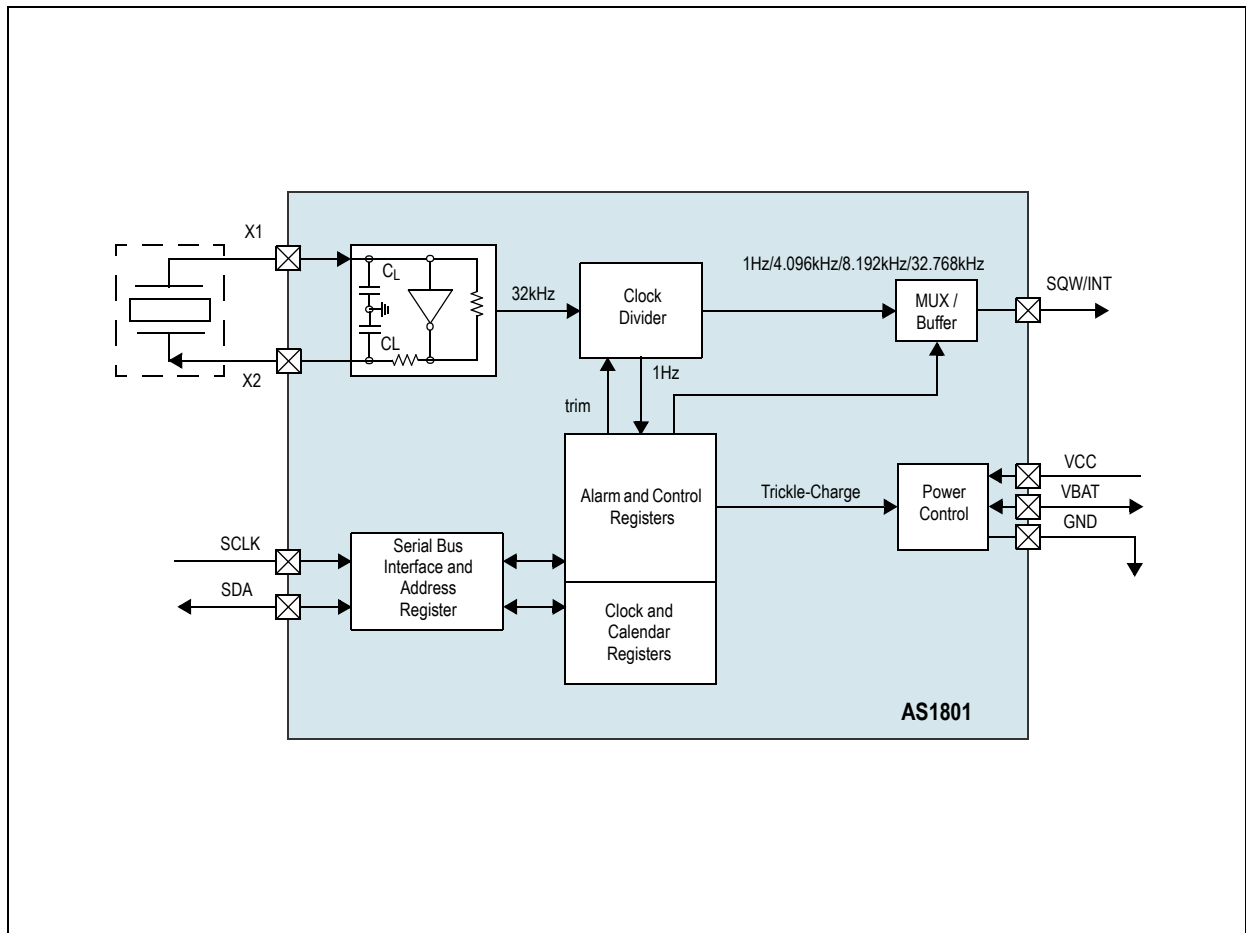 X1
C_L
CL
X2
32kHz
Clock
Divider
1Hz/4.096kHz/8.192kHz/32.768kHz
MUX /
Buffer
SQW/INT
trim
1Hz
Alarm and Control
Registers
Trickle-Charge
Power
Control
VCC
VBAT
GND
SCLK
SDA
Serial Bus
Interface and
Address
Register
Clock and
Calendar
Registers
AS1801